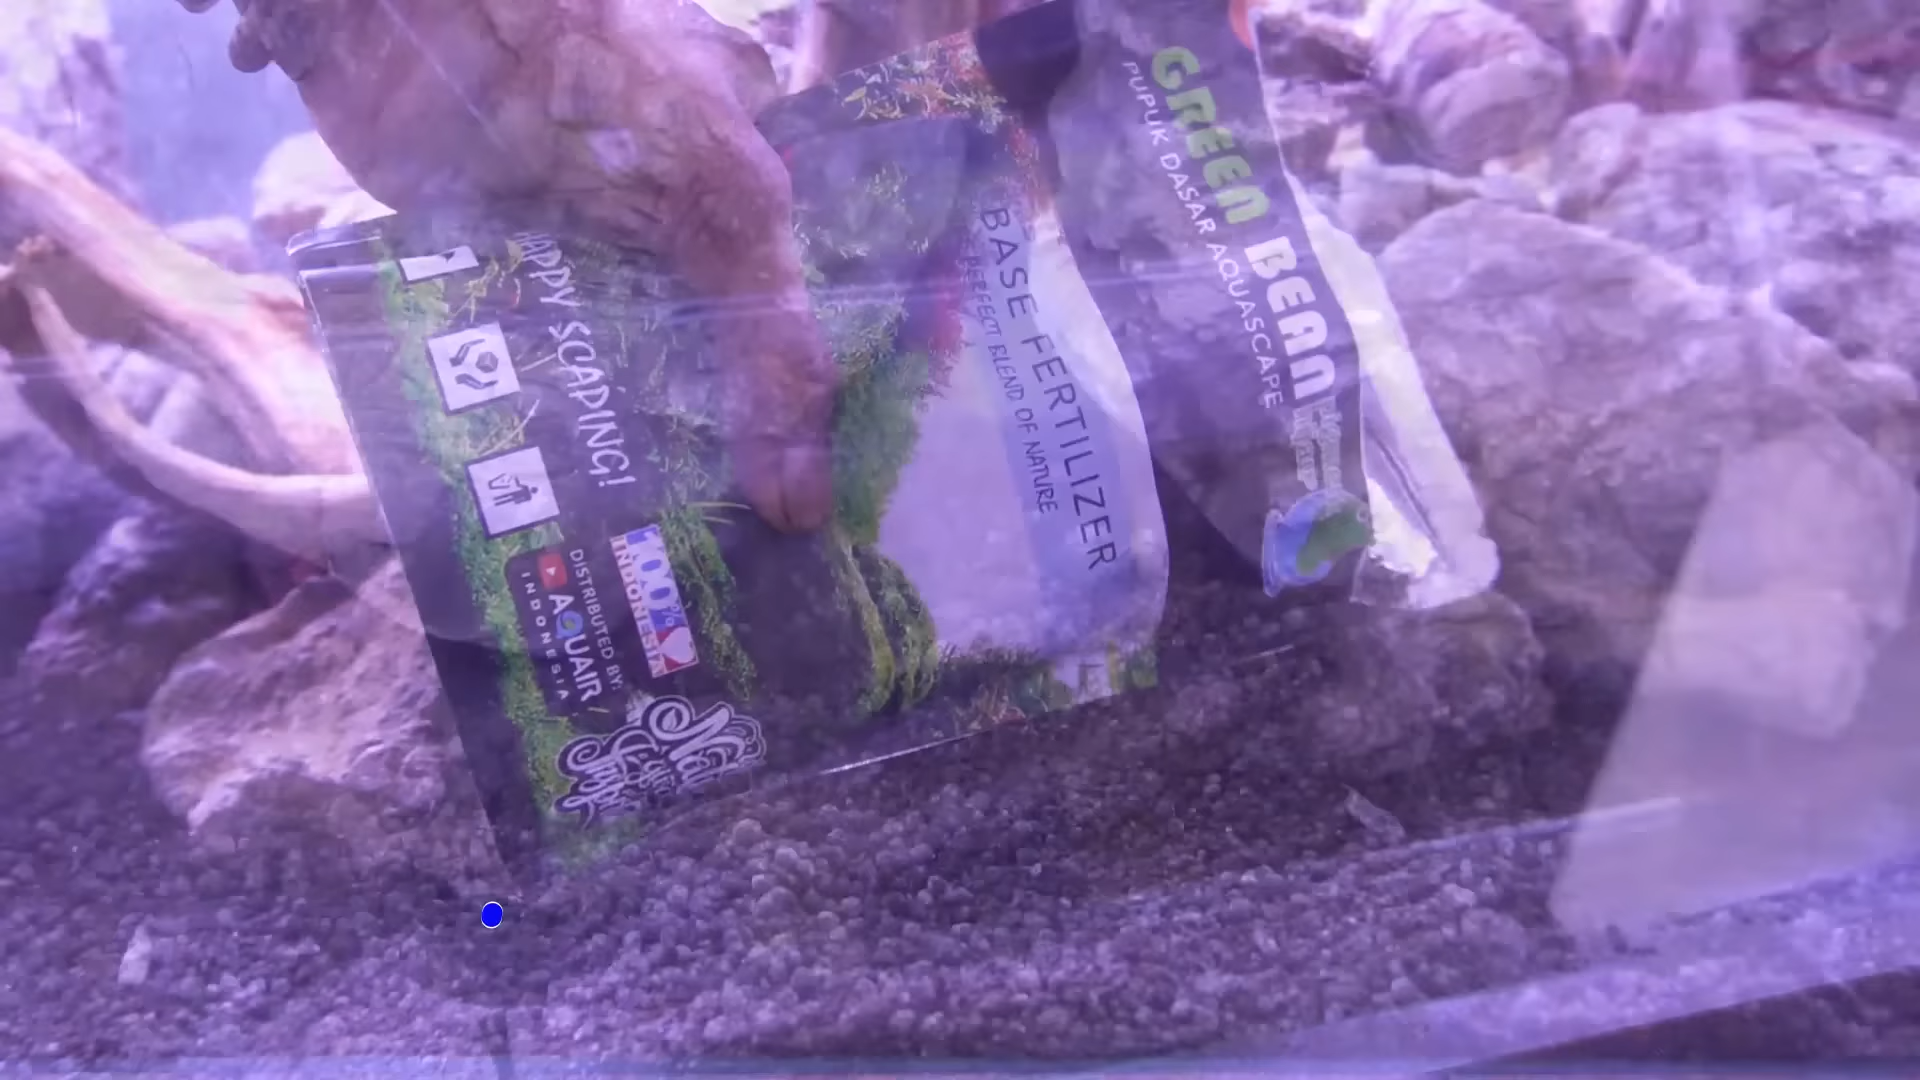 GREEN BEAN
PUPUK DASAR AQUASCAPE
BASE FERTILIZER
PERFECT BLEND OF NATURE
HAPPY SCAPING!
100%
INDONESIA
DISTRIBUTED BY:
AQUAIR
INDONESIA